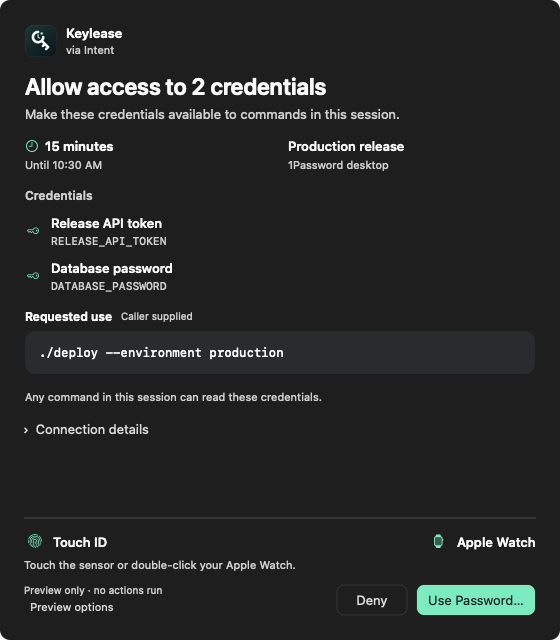 Keylease
via Intent
Allow access to 2 credentials
Make these credentials available to commands in this session.
15 minutes
Until 10:30 AM
Production release
1Password desktop
Credentials
Release API token
RELEASE_API_TOKEN
Database password
DATABASE_PASSWORD
Requested use Caller supplied
./deploy --environment production
Any command in this session can read these credentials.
› Connection details
Touch ID
Apple Watch
Touch the sensor or double-click your Apple Watch.
Preview only · no actions run
Preview options
Deny
Use Password...